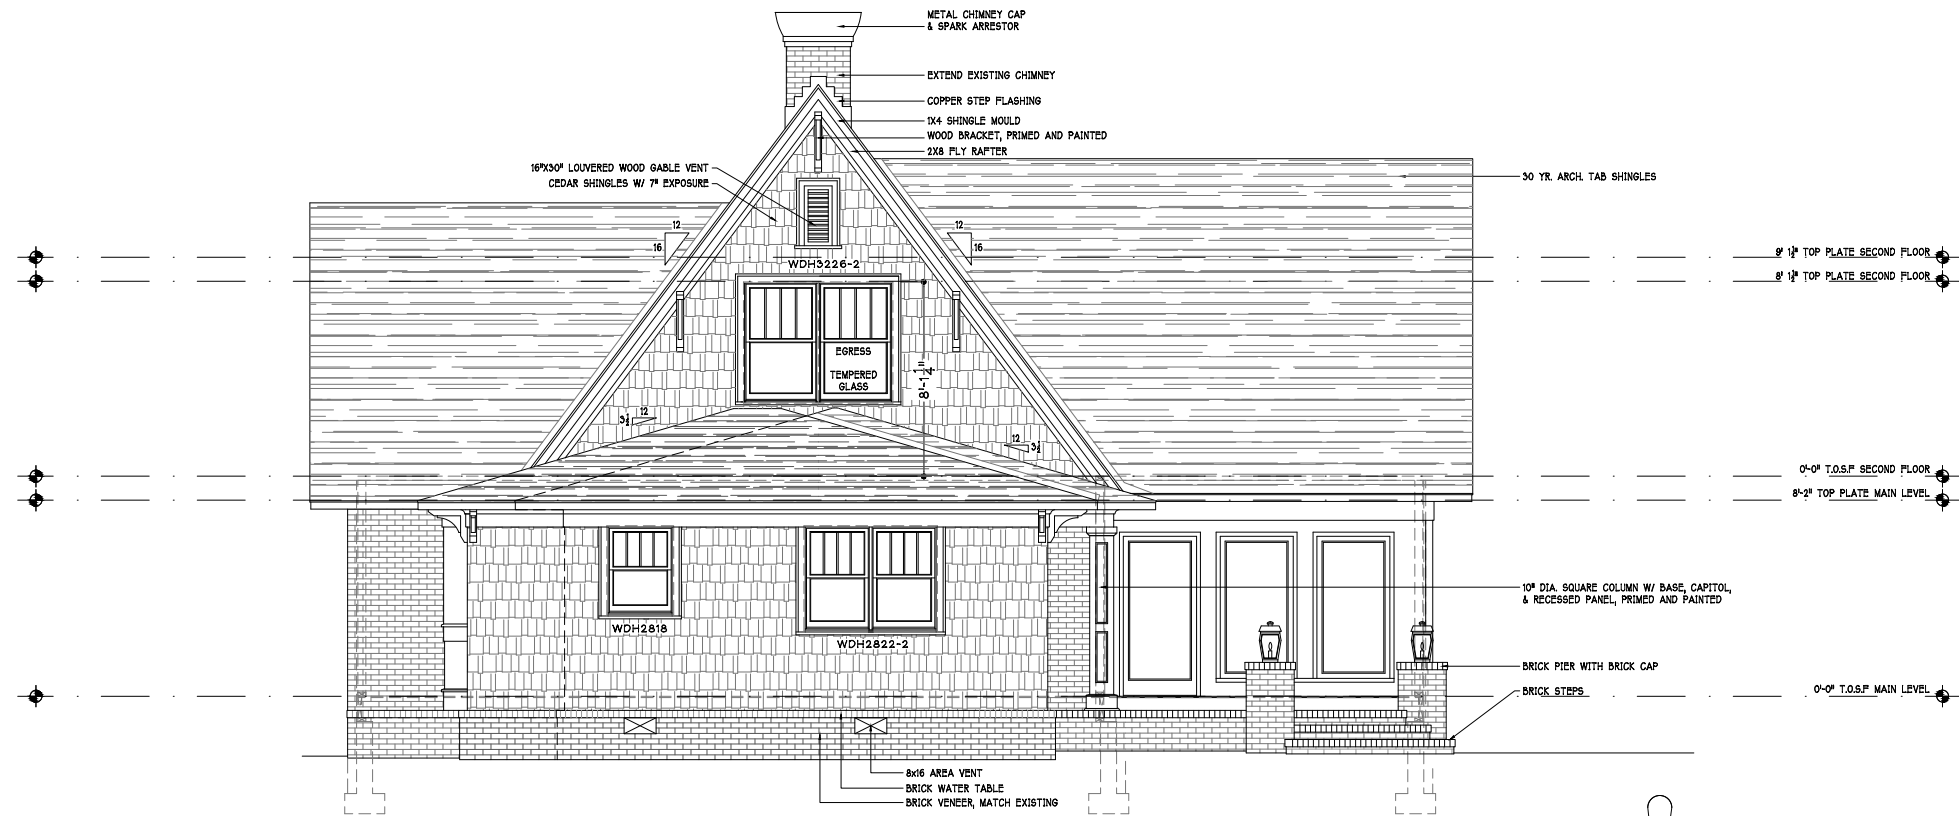 METAL CHIMNEY CAP
& SPARK ARRESTOR
EXTEND EXISTING CHIMNEY
COPPER STEP FLASHING
1X4 SHINGLE MOULD
WOOD BRACKET, PRIMED AND PAINTED
2X8 FLY RAFTER
16"X30" LOUVERED WOOD GABLE VENT
CEDAR SHINGLES W/ 7" EXPOSURE
30 YR. ARCH. TAB SHINGLES
12
16
12
16
9' 1½" TOP PLATE SECOND FLOOR
WDH3226-2
8' 1½" TOP PLATE SECOND FLOOR
EGRESS
TEMPERED
GLASS
8'-1¼"
12
3½
12
3½
0'-0" T.O.S.F SECOND FLOOR
8'-2" TOP PLATE MAIN LEVEL
10" DIA. SQUARE COLUMN W/ BASE, CAPITOL,
& RECESSED PANEL, PRIMED AND PAINTED
WDH2818
WDH2822-2
BRICK PIER WITH BRICK CAP
BRICK STEPS
0'-0" T.O.S.F MAIN LEVEL
8x16 AREA VENT
BRICK WATER TABLE
BRICK VENEER, MATCH EXISTING